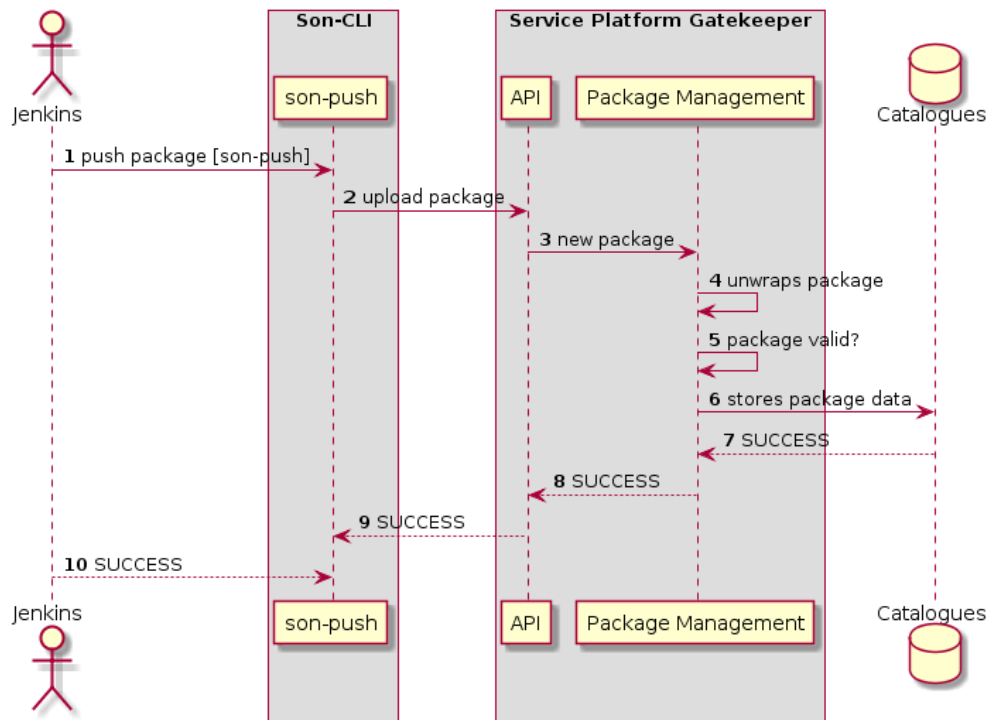 Son-CLI
Service Platform Gatekeeper
Jenkins
son-push
API
Package Management
Catalogues
1 push package [son-push]
2 upload package
3 new package
4 unwraps package
5 package valid?
6 stores package data
7 SUCCESS
8 SUCCESS
9 SUCCESS
10 SUCCESS
Jenkins
son-push
API
Package Management
Catalogues